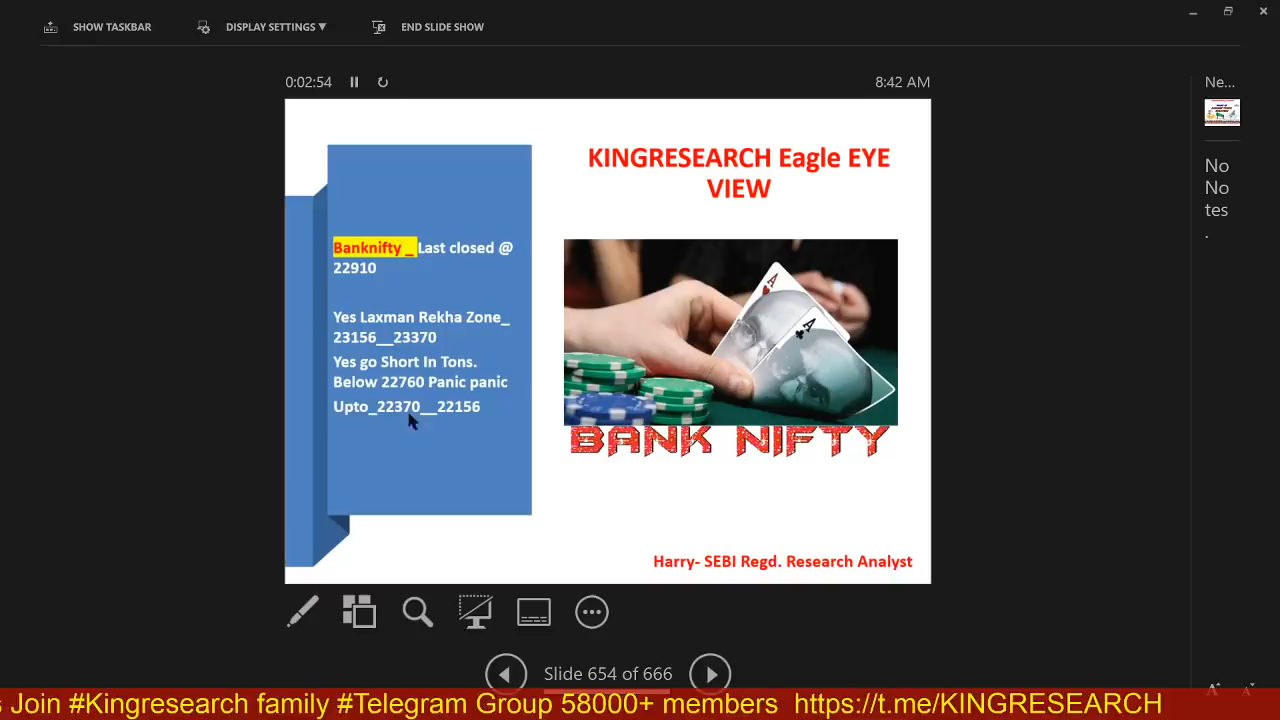 SHOW TASKBAR
DISPLAY SETTINGS ▼
END SLIDE SHOW
0:02:54
8:42 AM
Ne...
No
No
tes
.
KINGRESEARCH Eagle EYE
VIEW
Banknifty _ Last closed @
22910
Yes Laxman Rekha Zone_
23156__23370
Yes go Short In Tons.
Below 22760 Panic panic
Upto_22370__22156
A
A
BANK NIFTY
Harry- SEBI Regd. Research Analyst
Slide 654 of 666
s Join #Kingresearch family #Telegram Group 58000+ members https://t.me/KINGRESEARCH